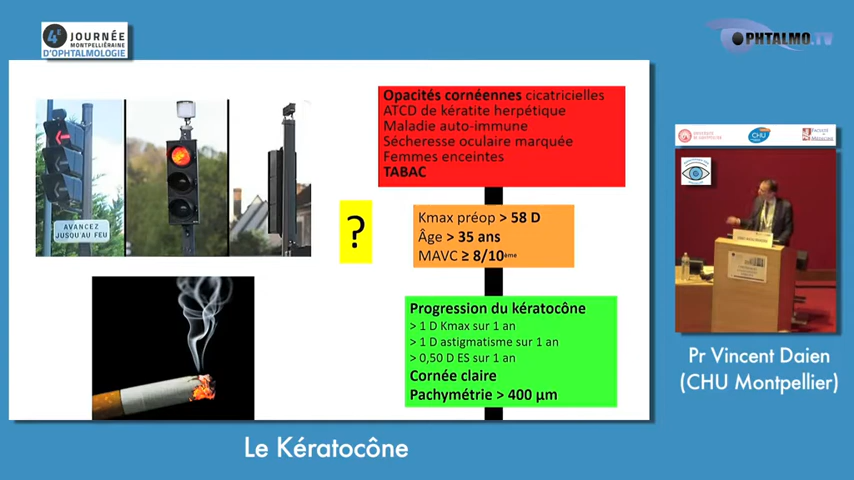 4E JOURNÉE
MONTPELLIÉRAINE
D'OPHTALMOLOGIE
OPHTALMO.TV
AVANCEZ
JUSQU'AU FEU
Opacités cornéennes cicatricielles
ATCD de kératite herpétique
Maladie auto-immune
Sécheresse oculaire marquée
Femmes enceintes
TABAC
?
Kmax préop > 58 D
Âge > 35 ans
MAVC ≥ 8/10ème
Progression du kératocône
> 1 D Kmax sur 1 an
> 1 D astigmatisme sur 1 an
> 0,50 D ES sur 1 an
Cornée claire
Pachymétrie > 400 µm
CHU
Pr Vincent Daien
(CHU Montpellier)
Le Kératocône